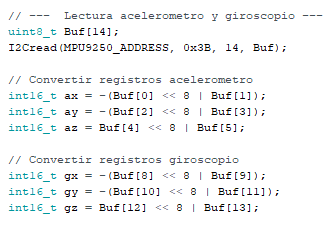 // ---  Lectura acelerometro y giroscopio ---
uint8_t Buf[14];
I2Cread(MPU9250_ADDRESS, 0x3B, 14, Buf);
// Convertir registros acelerometro
int16_t ax = -(Buf[0] << 8 | Buf[1]);
int16_t ay = -(Buf[2] << 8 | Buf[3]);
int16_t az = Buf[4] << 8 | Buf[5];
// Convertir registros giroscopio
int16_t gx = -(Buf[8] << 8 | Buf[9]);
int16_t gy = -(Buf[10] << 8 | Buf[11]);
int16_t gz = Buf[12] << 8 | Buf[13];